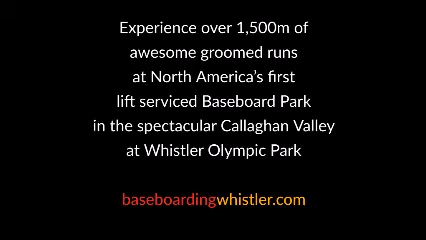 Experience over 1,500m of
awesome groomed runs
at North America's first
lift serviced Baseboard Park
in the spectacular Callaghan Valley
at Whistler Olympic Park
baseboardingwhistler.com